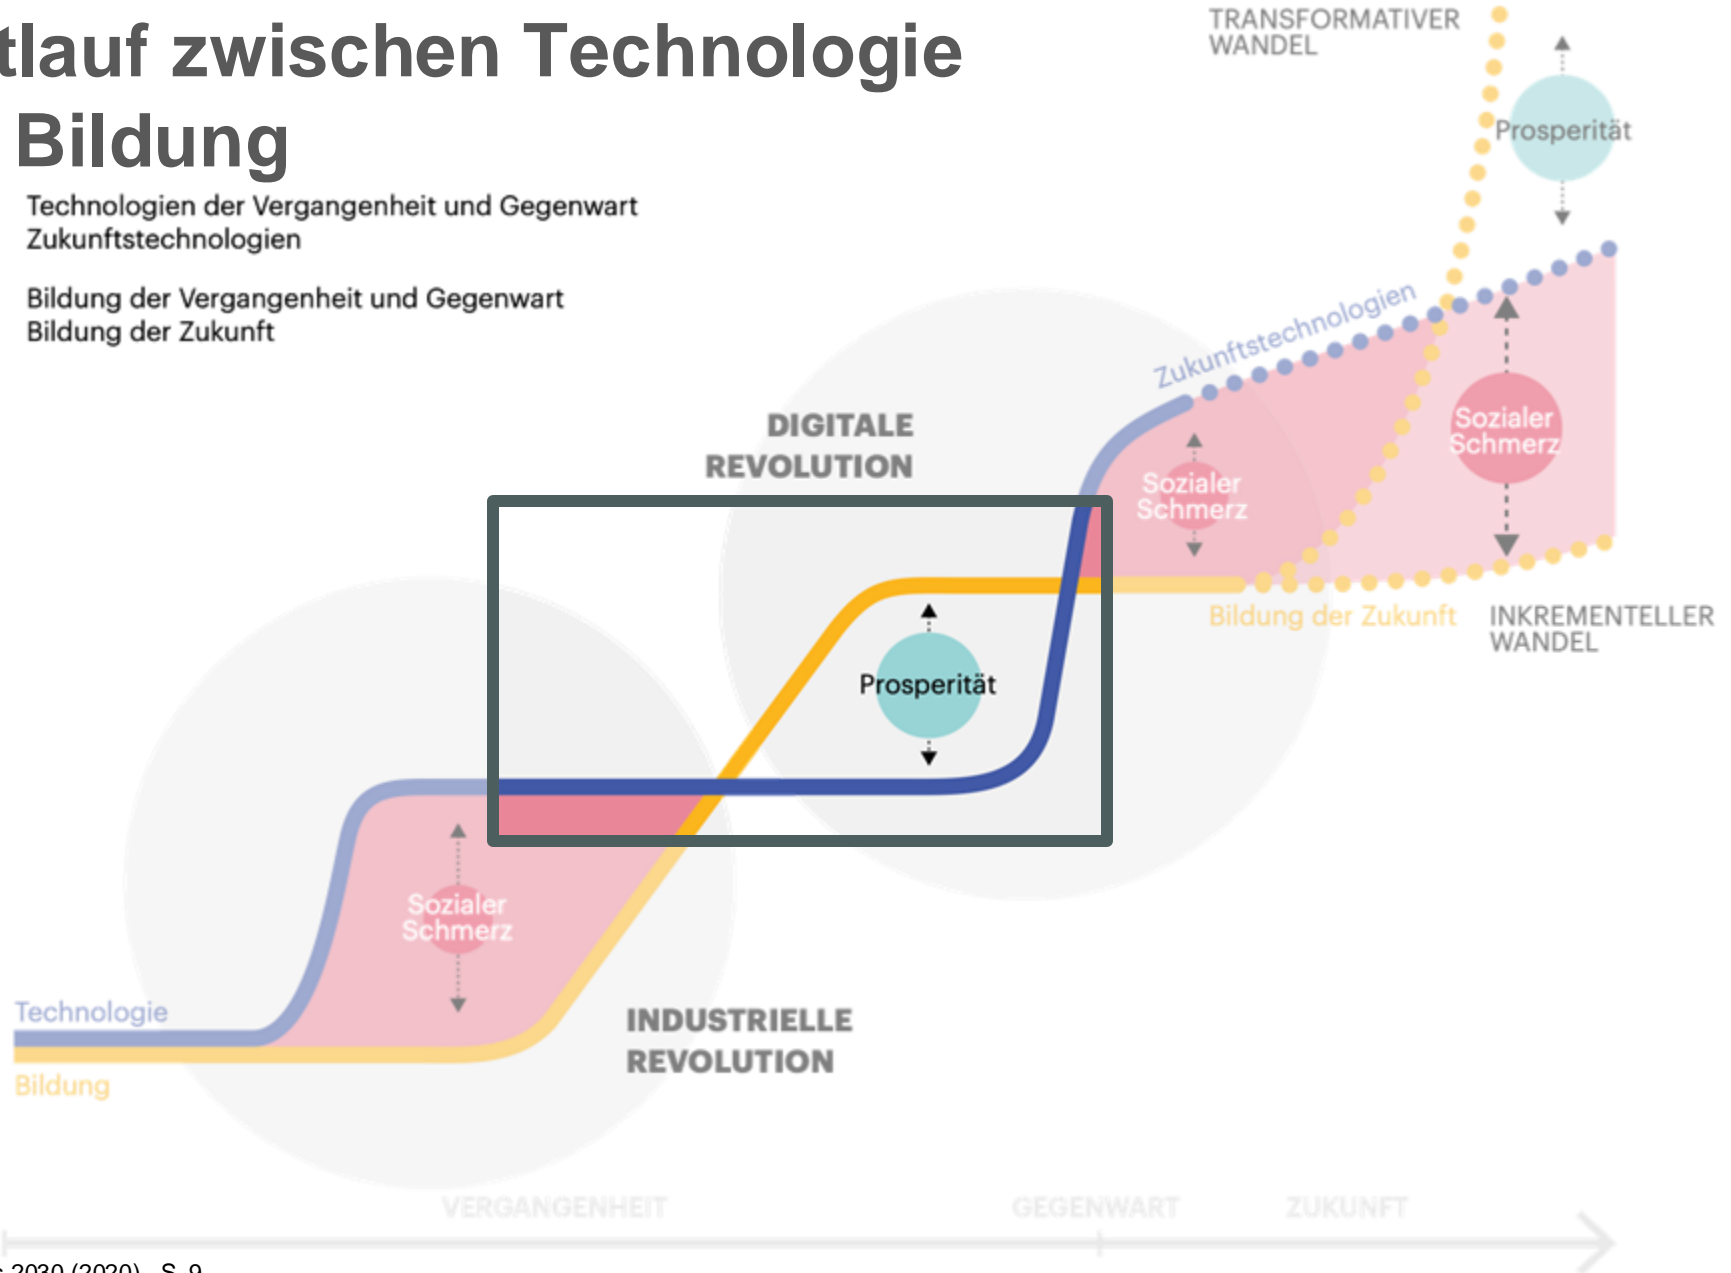 tlauf zwischen Technologie
Bildung
Technologien der Vergangenheit und Gegenwart
Zukunftstechnologien
Bildung der Vergangenheit und Gegenwart
Bildung der Zukunft
TRANSFORMATIVER
WANDEL
Prosperität
Zukunftstechnologien
DIGITALE
REVOLUTION
Sozialer
Schmerz
Sozialer
Schmerz
Bildung der Zukunft
INKREMENTELLER
WANDEL
Prosperität
Sozialer
Schmerz
Technologie
Bildung
INDUSTRIELLE
REVOLUTION
VERGANGENHEIT
GEGENWART
ZUKUNFT
2030 (2020), S. 9